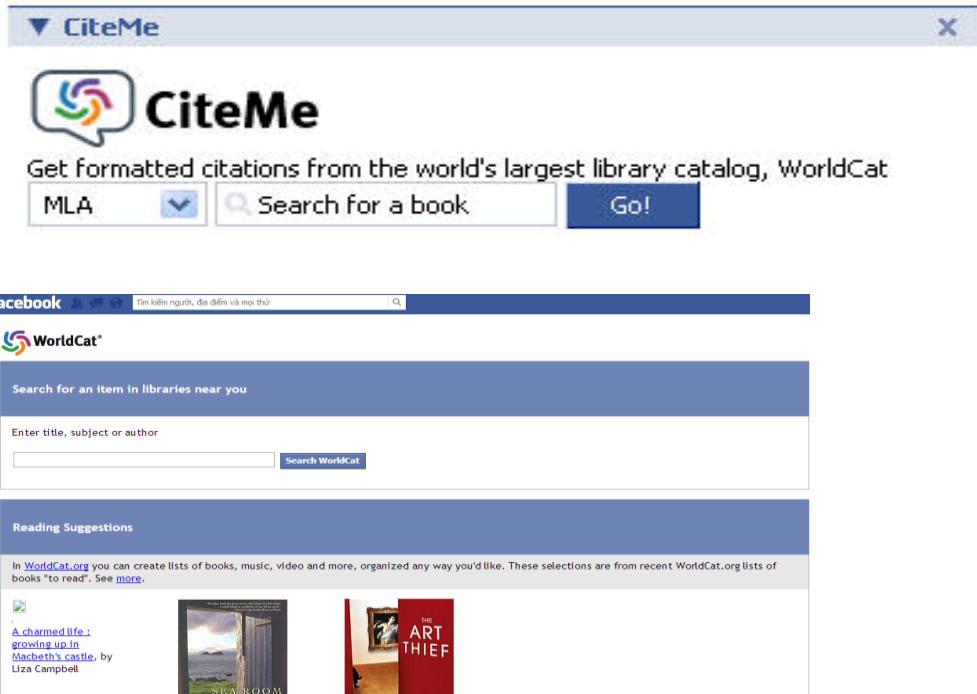 CiteMe
CiteMe
Get formatted citations from the world's largest library catalog, WorldCat
MLA Search for a book Go!
acebook Tìm kiếm người, địa điểm và mọi thứ
WorldCat®
Search for an item in libraries near you
Enter title, subject or author
Search WorldCat
Reading Suggestions
In WorldCat.org you can create lists of books, music, video and more, organized any way you'd like. These selections are from recent WorldCat.org lists of
books "to read". See more.
A charmed life :
growing up in
Macbeth's castle, by
Liza Campbell
SEA ROOM
THE
ART
THIEF